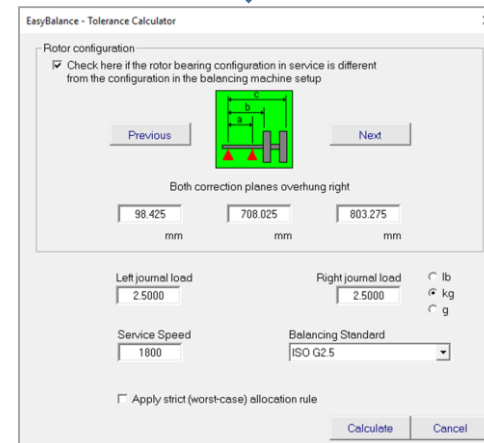 EasyBalance - Tolerance Calculator
Rotor configuration
Check here if the rotor bearing configuration in service is different
from the configuration in the balancing machine setup
c
b
a
Previous
Next
Both correction planes overhung right
98.425 708.025 803.275
mm mm mm
Left journal load Right journal load lb
2.5000 2.5000 kg
g
Service Speed Balancing Standard
1800 ISO G2.5
Apply strict (worst-case) allocation rule
Calculate Cancel